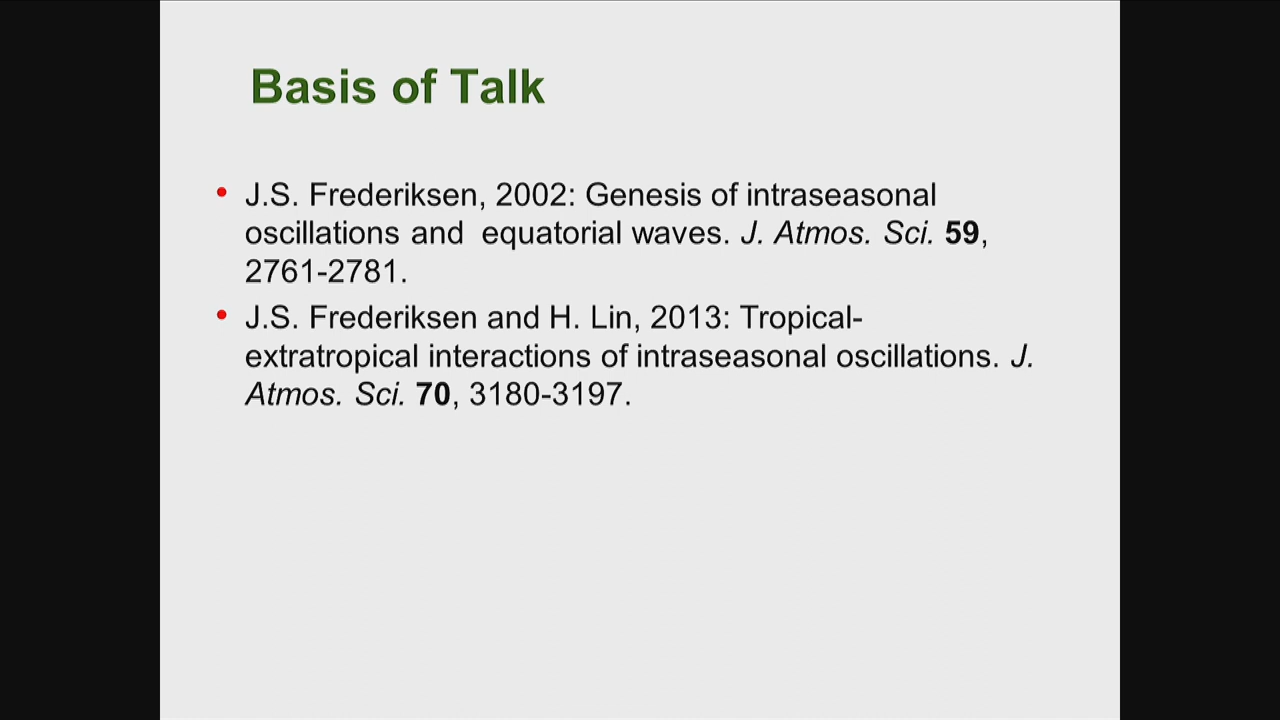 Basis of Talk
• J.S. Frederiksen, 2002: Genesis of intraseasonal
oscillations and  equatorial waves. J. Atmos. Sci. 59,
2761-2781.
• J.S. Frederiksen and H. Lin, 2013: Tropical-
extratropical interactions of intraseasonal oscillations. J.
Atmos. Sci. 70, 3180-3197.